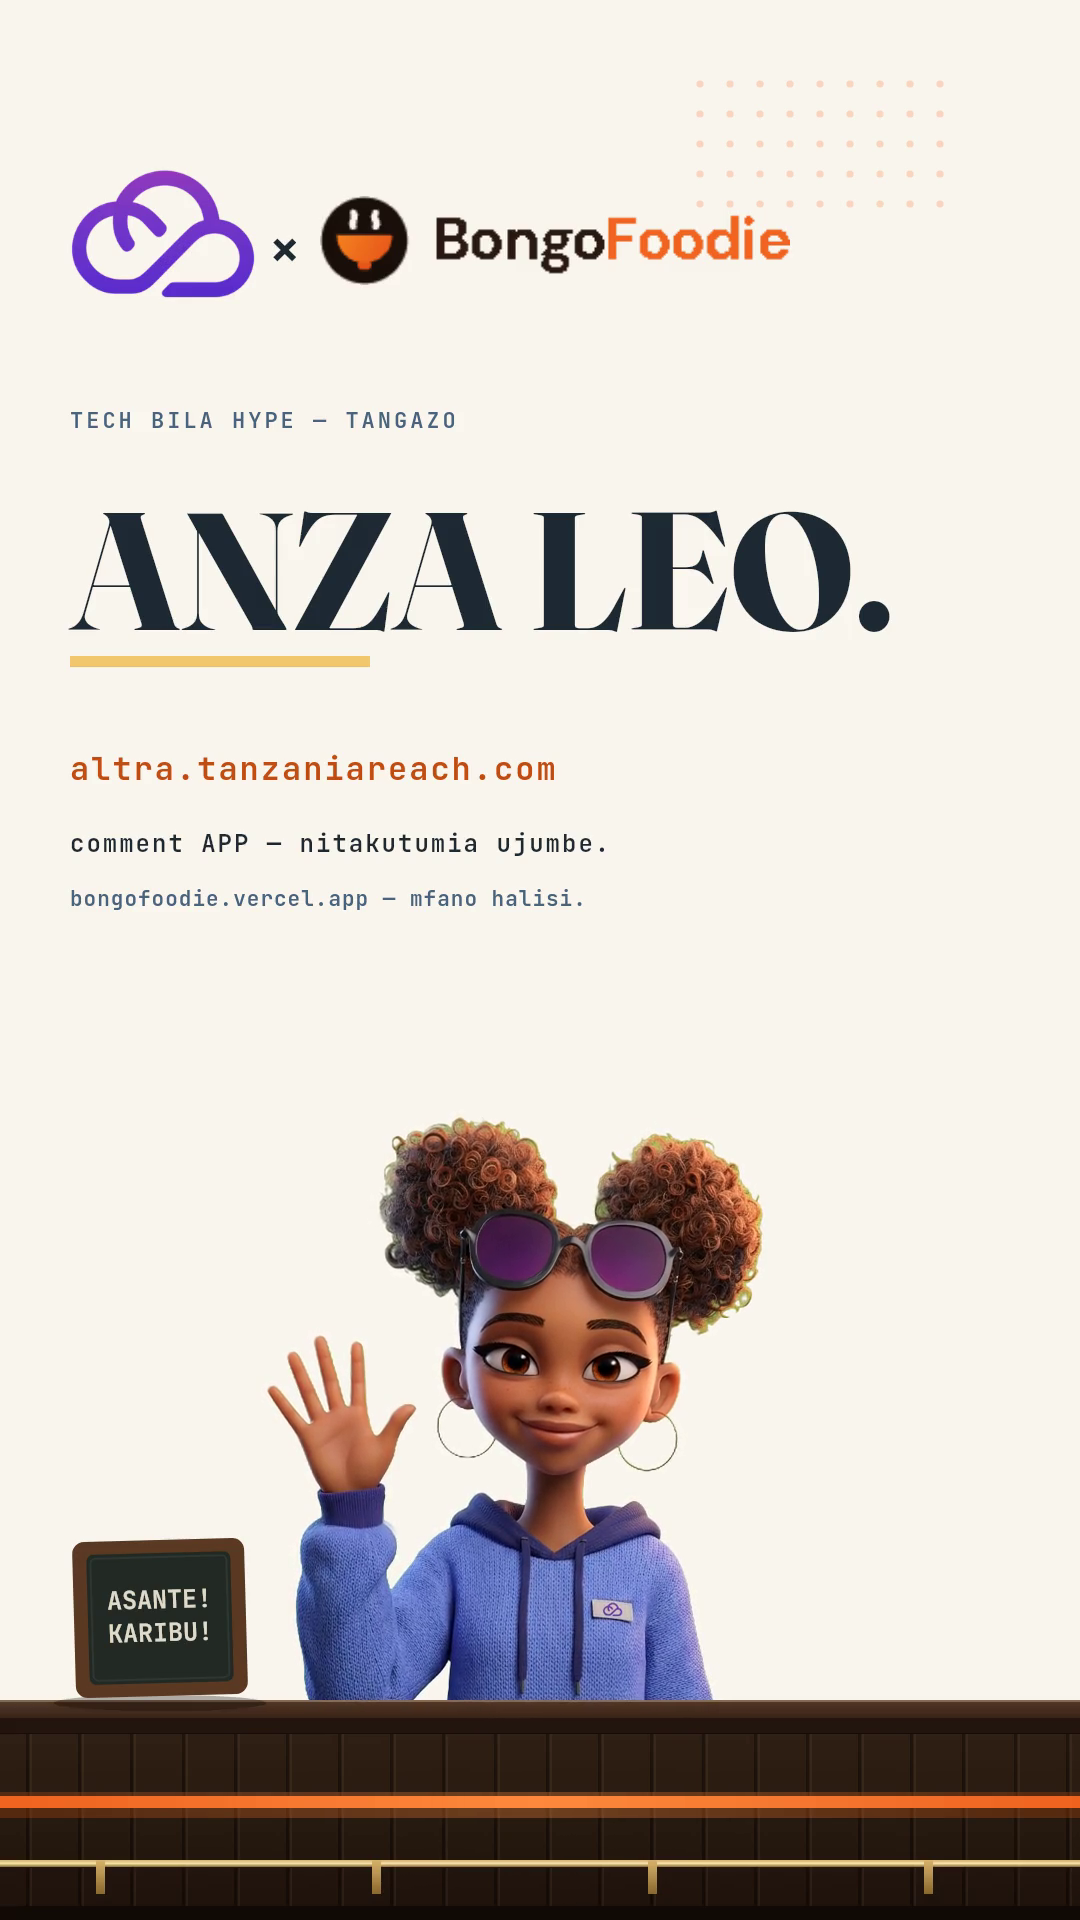 × BongoFoodie
TECH BILA HYPE — TANGAZO
ANZA LEO.
altra.tanzaniareach.com
comment APP — nitakutumia ujumbe.
bongofoodie.vercel.app — mfano halisi.
ASANTE!
KARIBU!